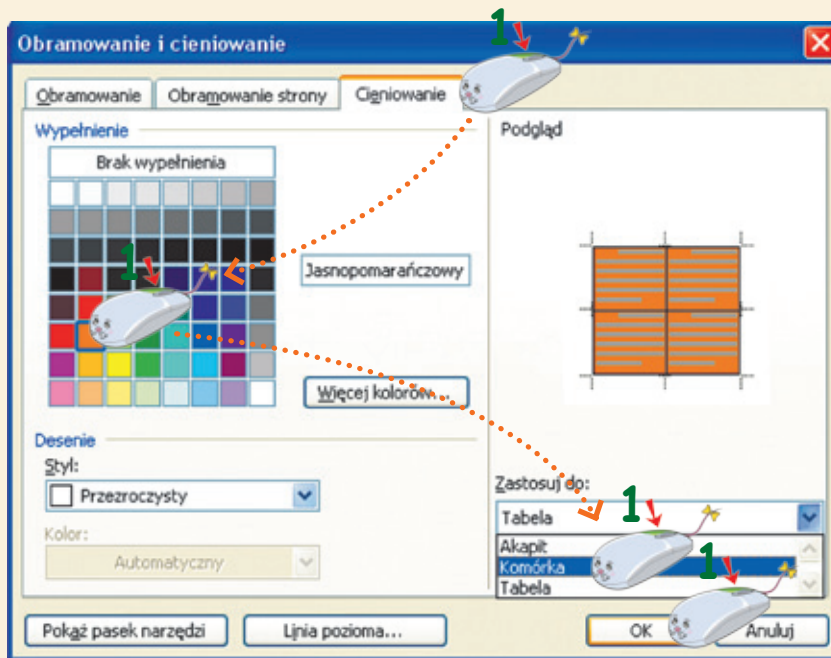 Obramowanie i cieniowanie
1
Obramowanie
Obramowanie strony
Cieniowanie
Wypełnienie
Podgląd
Brak wypełnienia
1
Jasnopomarańczowy
Więcej kolorów...
Desenie
Styl:
Przezroczysty
Kolor:
Automatyczny
Zastosuj do:
1
Tabela
Akapit
Komórka
Tabela
1
Pokaż pasek narzędzi
Linia pozioma...
OK
Anuluj